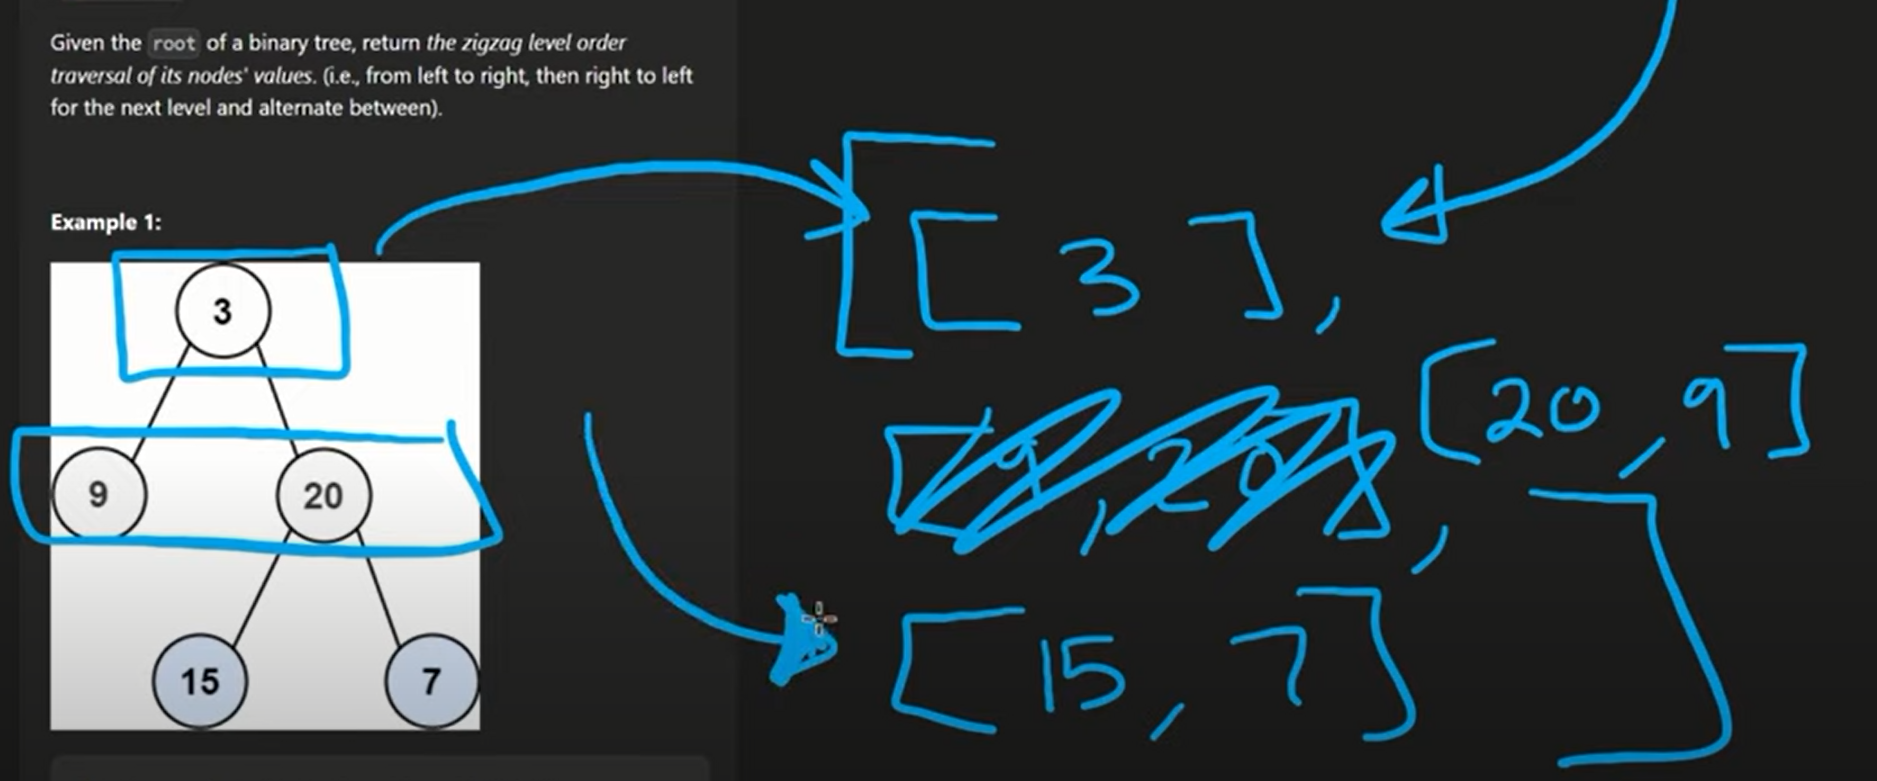 Given the root of a binary tree, return the zigzag level order
traversal of its nodes' values. (i.e., from left to right, then right to left
for the next level and alternate between).
Example 1:
3
9 20
15 7
[ [ 3 ],
[9, 20], [20, 9]
[15, 7] ]